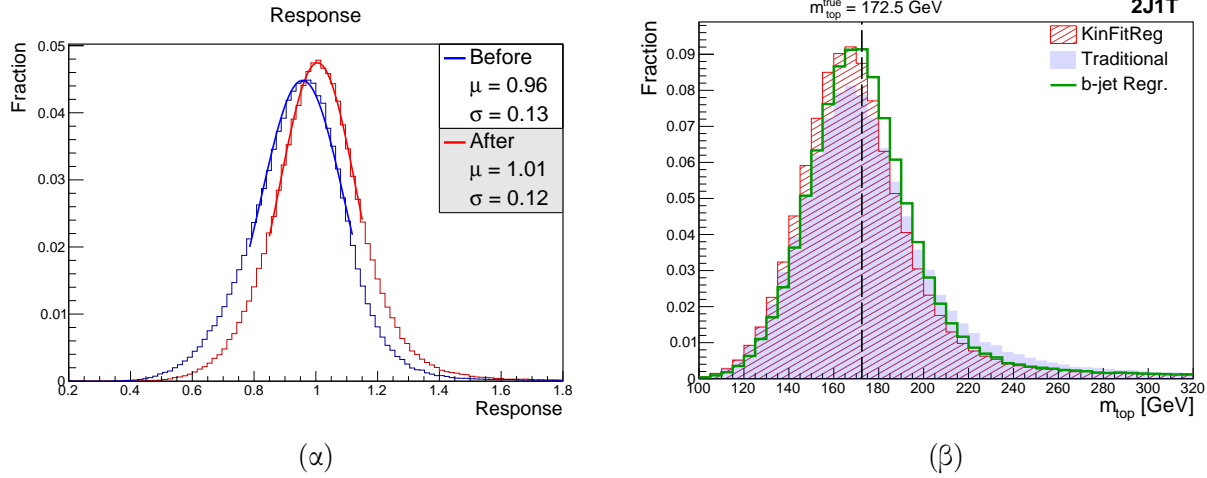 Response
Fraction
0.05
0.04
0.03
0.02
0.01
0
0.2 0.4 0.6 0.8 1 1.2 1.4 1.6 1.8
Response
Before
μ = 0.96
σ = 0.13
After
μ = 1.01
σ = 0.12
(α)
m_top^true = 172.5 GeV
2J1T
Fraction
0.09
0.08
0.07
0.06
0.05
0.04
0.03
0.02
0.01
0
100 120 140 160 180 200 220 240 260 280 300 320
m_top [GeV]
KinFitReg
Traditional
b-jet Regr.
(β)